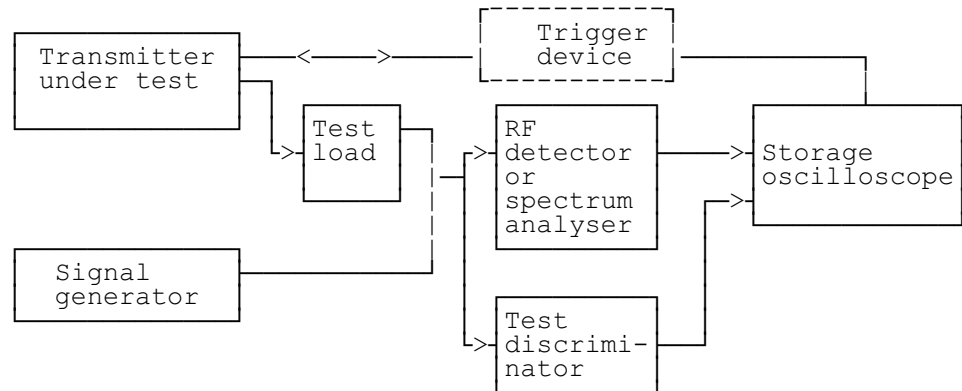 Trigger
device
Transmitter
under test
Test
load
RF
detector
or
spectrum
analyser
Storage
oscilloscope
Signal
generator
Test
discrimi-
nator